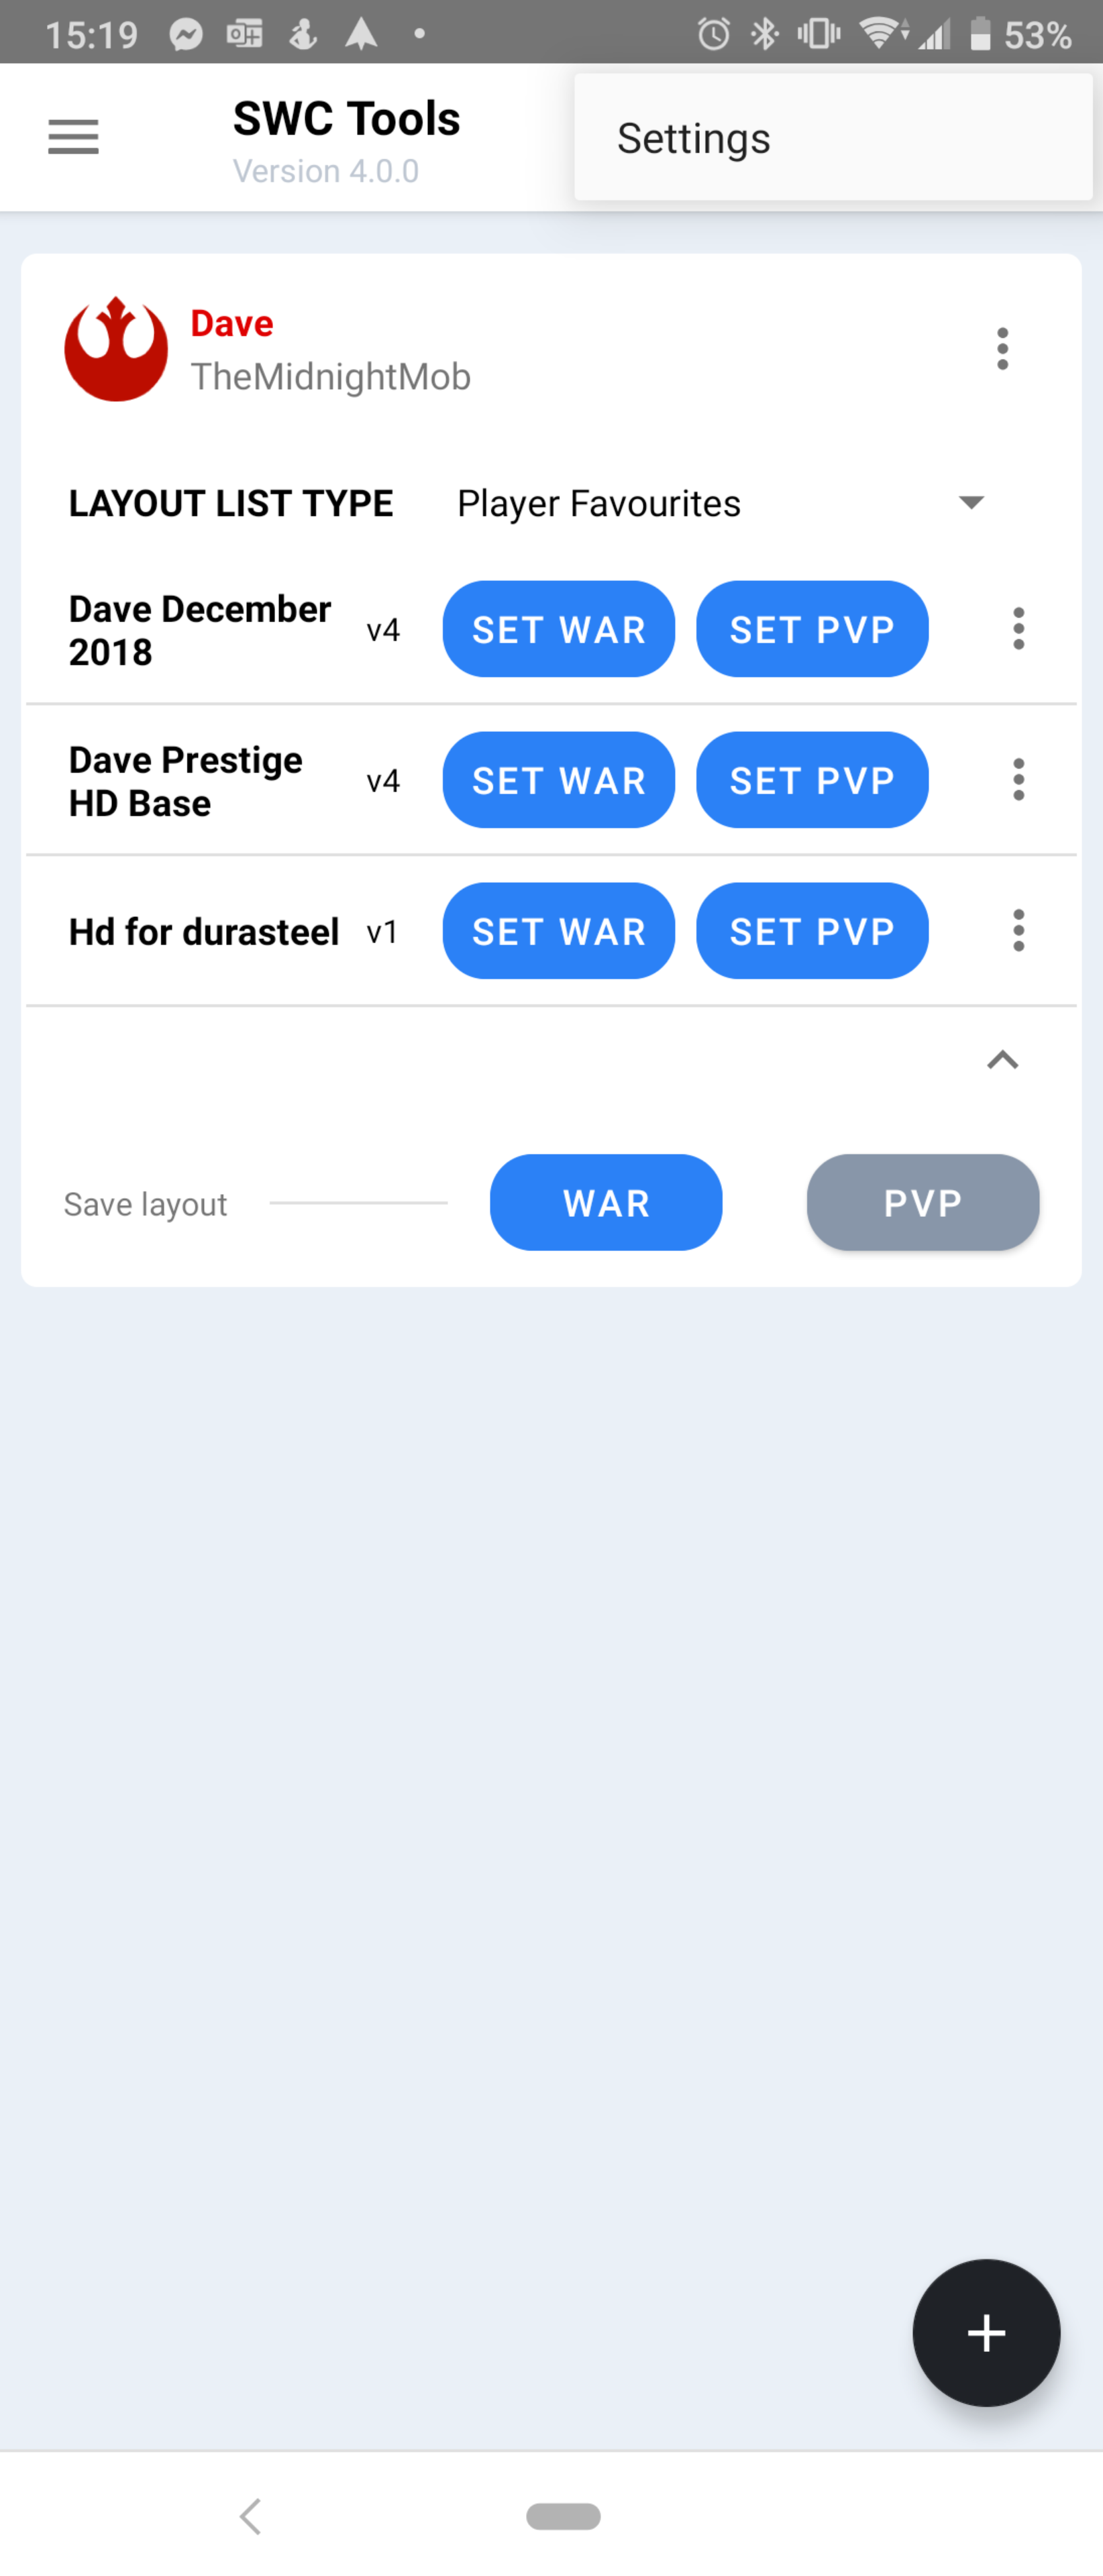 15:19
53%
SWC Tools
Version 4.0.0
Settings
Dave
TheMidnightMob
LAYOUT LIST TYPE Player Favourites
Dave December
2018
v4 SET WAR SET PVP
Dave Prestige
HD Base
v4 SET WAR SET PVP
Hd for durasteel v1 SET WAR SET PVP
Save layout WAR PVP